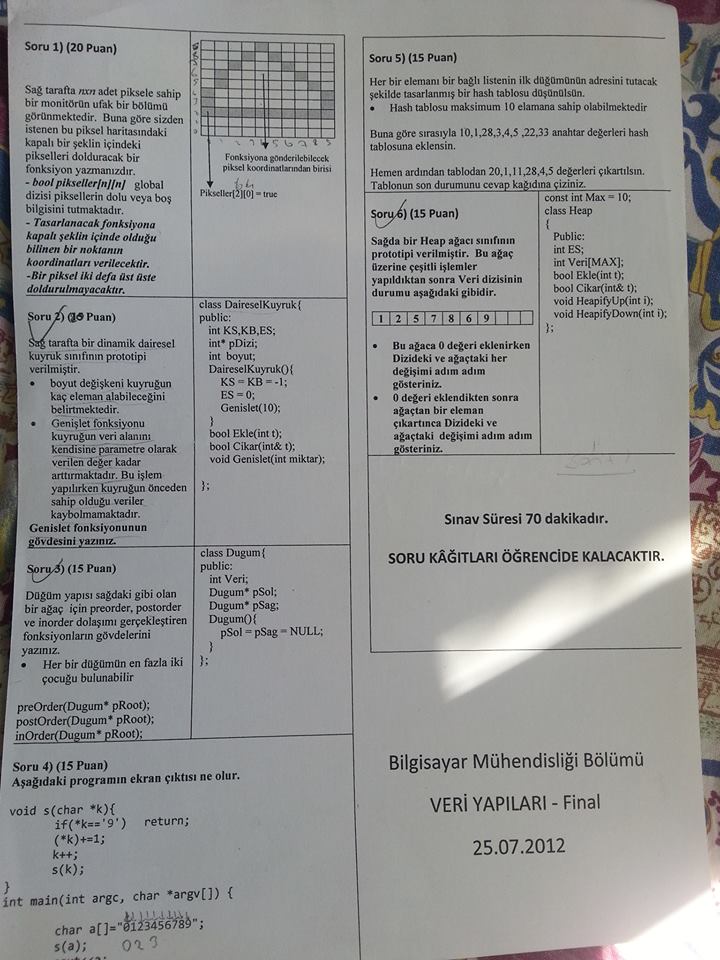 Soru 1) (20 Puan)
Sağ tarafta nxn adet piksele sahip
bir monitörün ufak bir bölümü
görünmektedir. Buna göre sizden
istenen bu piksel haritasındaki
kapalı bir şeklin içindeki
pikselleri dolduracak bir
fonksiyon yazmanızdır.
- bool pikseller[n][n] global
dizisi piksellerin dolu veya boş
bilgisini tutmaktadır.
- Tasarlanacak fonksiyona
kapalı şeklin içinde olduğu
bilinen bir noktanın
koordinatları verilecektir.
-Bir piksel iki defa üst üste
doldurulmayacaktır.
Fonksiyona gönderilebilecek
piksel koordinatlarından birisi
Pikseller[2][0] = true
Soru 2) (15 Puan)
Sağ tarafta bir dinamik dairesel
kuyruk sınıfının prototipi
verilmiştir.
• boyut değişkeni kuyruğun
kaç eleman alabileceğini
belirtmektedir.
• Genişlet fonksiyonu
kuyruğun veri alanını
kendisine parametre olarak
verilen değer kadar
arttırmaktadır. Bu işlem
yapılırken kuyruğun önceden
sahip olduğu veriler
kaybolmamaktadır.
Genislet fonksiyonunun
gövdesini yazınız.
class DaireselKuyruk{
public:
int KS,KB,ES;
int* pDizi;
int boyut;
DaireselKuyruk(){
KS = KB = -1;
ES = 0;
Genislet(10);
}
bool Ekle(int t);
bool Cikar(int& t);
void Genislet(int miktar);
};
Soru 3) (15 Puan)
Düğüm yapısı sağdaki gibi olan
bir ağaç için preorder, postorder
ve inorder dolaşımı gerçekleştiren
fonksiyonların gövdelerini
yazınız.
• Her bir düğümün en fazla iki
çocuğu bulunabilir
preOrder(Dugum* pRoot);
postOrder(Dugum* pRoot);
inOrder(Dugum* pRoot);
class Dugum{
public:
int Veri;
Dugum* pSol;
Dugum* pSag;
Dugum(){
pSol = pSag = NULL;
}
};
Soru 4) (15 Puan)
Aşağıdaki programın ekran çıktısı ne olur.
void s(char *k){
if(*k=='9') return;
(*k)+=1;
k++;
s(k);
}
int main(int argc, char *argv[]) {
char a[]="0123456789";
s(a);
023
Soru 5) (15 Puan)
Her bir elemanı bir bağlı listenin ilk düğümünün adresini tutacak
şekilde tasarlanmış bir hash tablosu düşünülsün.
• Hash tablosu maksimum 10 elamana sahip olabilmektedir
Buna göre sırasıyla 10,1,28,3,4,5 ,22,33 anahtar değerleri hash
tablosuna eklensin.
Hemen ardından tablodan 20,1,11,28,4,5 değerleri çıkartılsın.
Tablonun son durumunu cevap kağıdına çiziniz.
Soru 6) (15 Puan)
Sağda bir Heap ağacı sınıfının
prototipi verilmiştir. Bu ağaç
üzerine çeşitli işlemler
yapıldıktan sonra Veri dizisinin
durumu aşağıdaki gibidir.
1 2 5 7 8 6 9
• Bu ağaca 0 değeri eklenirken
Dizideki ve ağaçtaki her
değişimi adım adım
gösteriniz.
• 0 değeri eklendikten sonra
ağaçtan bir eleman
çıkartınca Dizideki ve
ağaçtaki değişimi adım adım
gösteriniz.
const int Max = 10;
class Heap
{
Public:
int ES;
int Veri[MAX];
bool Ekle(int t);
bool Cikar(int& t);
void HeapifyUp(int i);
void HeapifyDown(int i);
};
Sınav Süresi 70 dakikadır.
SORU KÂĞITLARI ÖĞRENCİDE KALACAKTIR.
Bilgisayar Mühendisliği Bölümü
VERİ YAPILARI - Final
25.07.2012